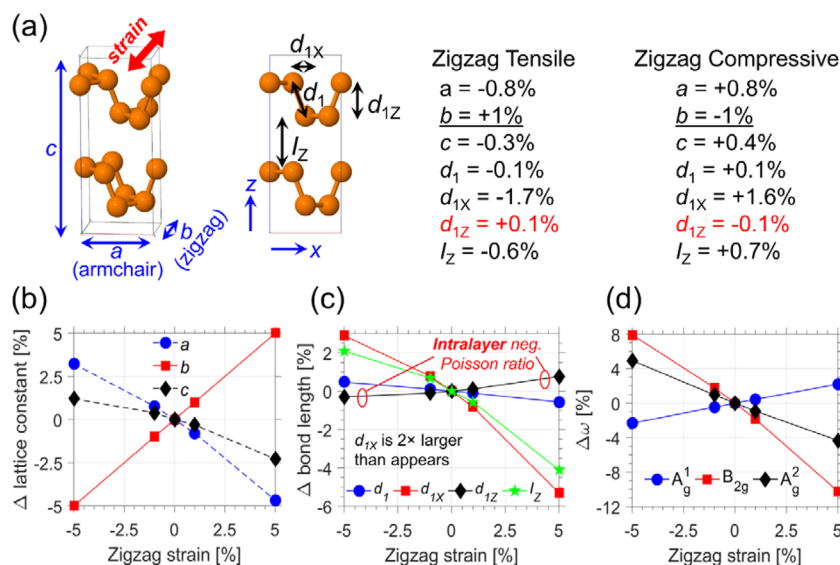 (a)
strain
c
a
(armchair)
b
(zigzag)
d1X
d1
d1Z
lZ
z
x
Zigzag Tensile
a = -0.8%
b = +1%
c = -0.3%
d1 = -0.1%
d1X = -1.7%
d1Z = +0.1%
lZ = -0.6%
Zigzag Compressive
a = +0.8%
b = -1%
c = +0.4%
d1 = +0.1%
d1X = +1.6%
d1Z = -0.1%
lZ = +0.7%
(b)
Δ lattice constant [%]
5
2.5
0
-2.5
-5
a
b
c
-5 -2.5 0 2.5 5
Zigzag strain [%]
(c)
Δ bond length [%]
2
0
-2
-4
-6
Intralayer neg.
Poisson ratio
d1X is 2× larger
than appears
d1 d1X d1Z lZ
-5 -2.5 0 2.5 5
Zigzag strain [%]
(d)
Δω [%]
8
4
0
-4
-8
-12
A1g B2g A2g
-5 -2.5 0 2.5 5
Zigzag strain [%]